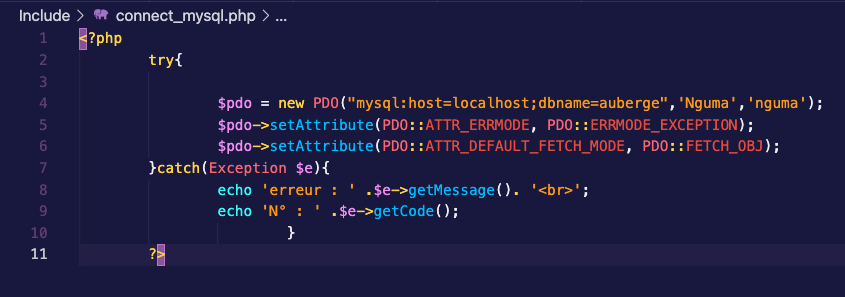 Include > connect_mysql.php > ...
1 <?php
2 try{
3
4 $pdo = new PDO("mysql:host=localhost;dbname=auberge",'Nguma','nguma');
5 $pdo->setAttribute(PDO::ATTR_ERRMODE, PDO::ERRMODE_EXCEPTION);
6 $pdo->setAttribute(PDO::ATTR_DEFAULT_FETCH_MODE, PDO::FETCH_OBJ);
7 }catch(Exception $e){
8 echo 'erreur : ' .$e->getMessage(). '<br>';
9 echo 'N° : ' .$e->getCode();
10 }
11 ?>